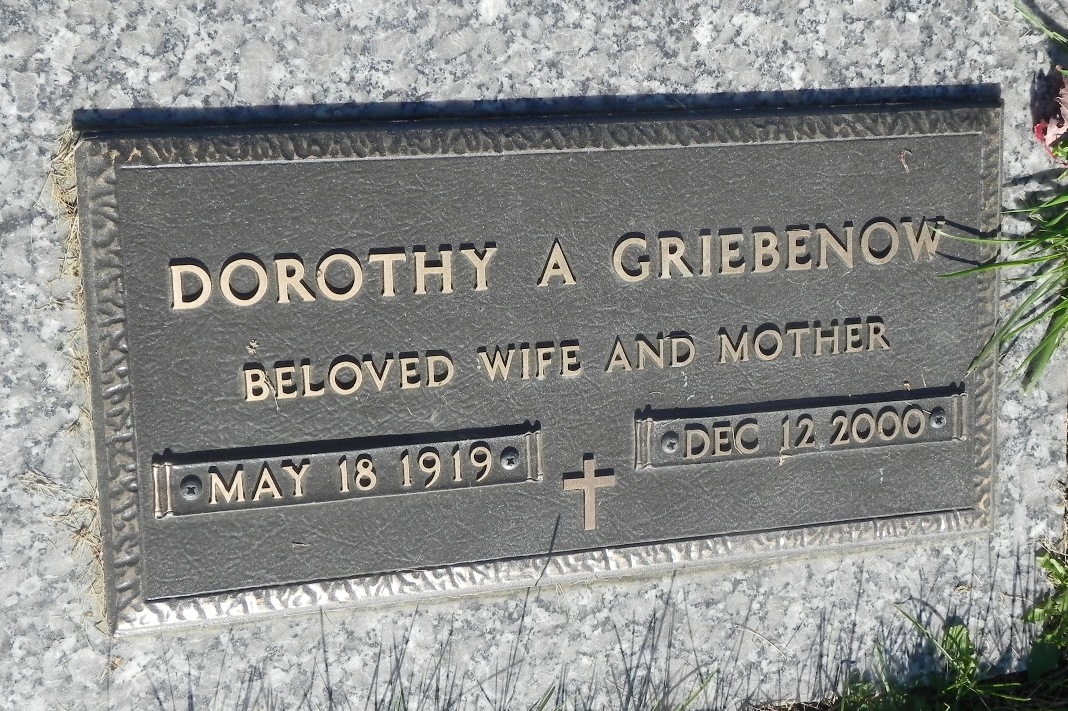 DOROTHY A GRIEBENOW
BELOVED WIFE AND MOTHER
MAY 18 1919 DEC 12 2000